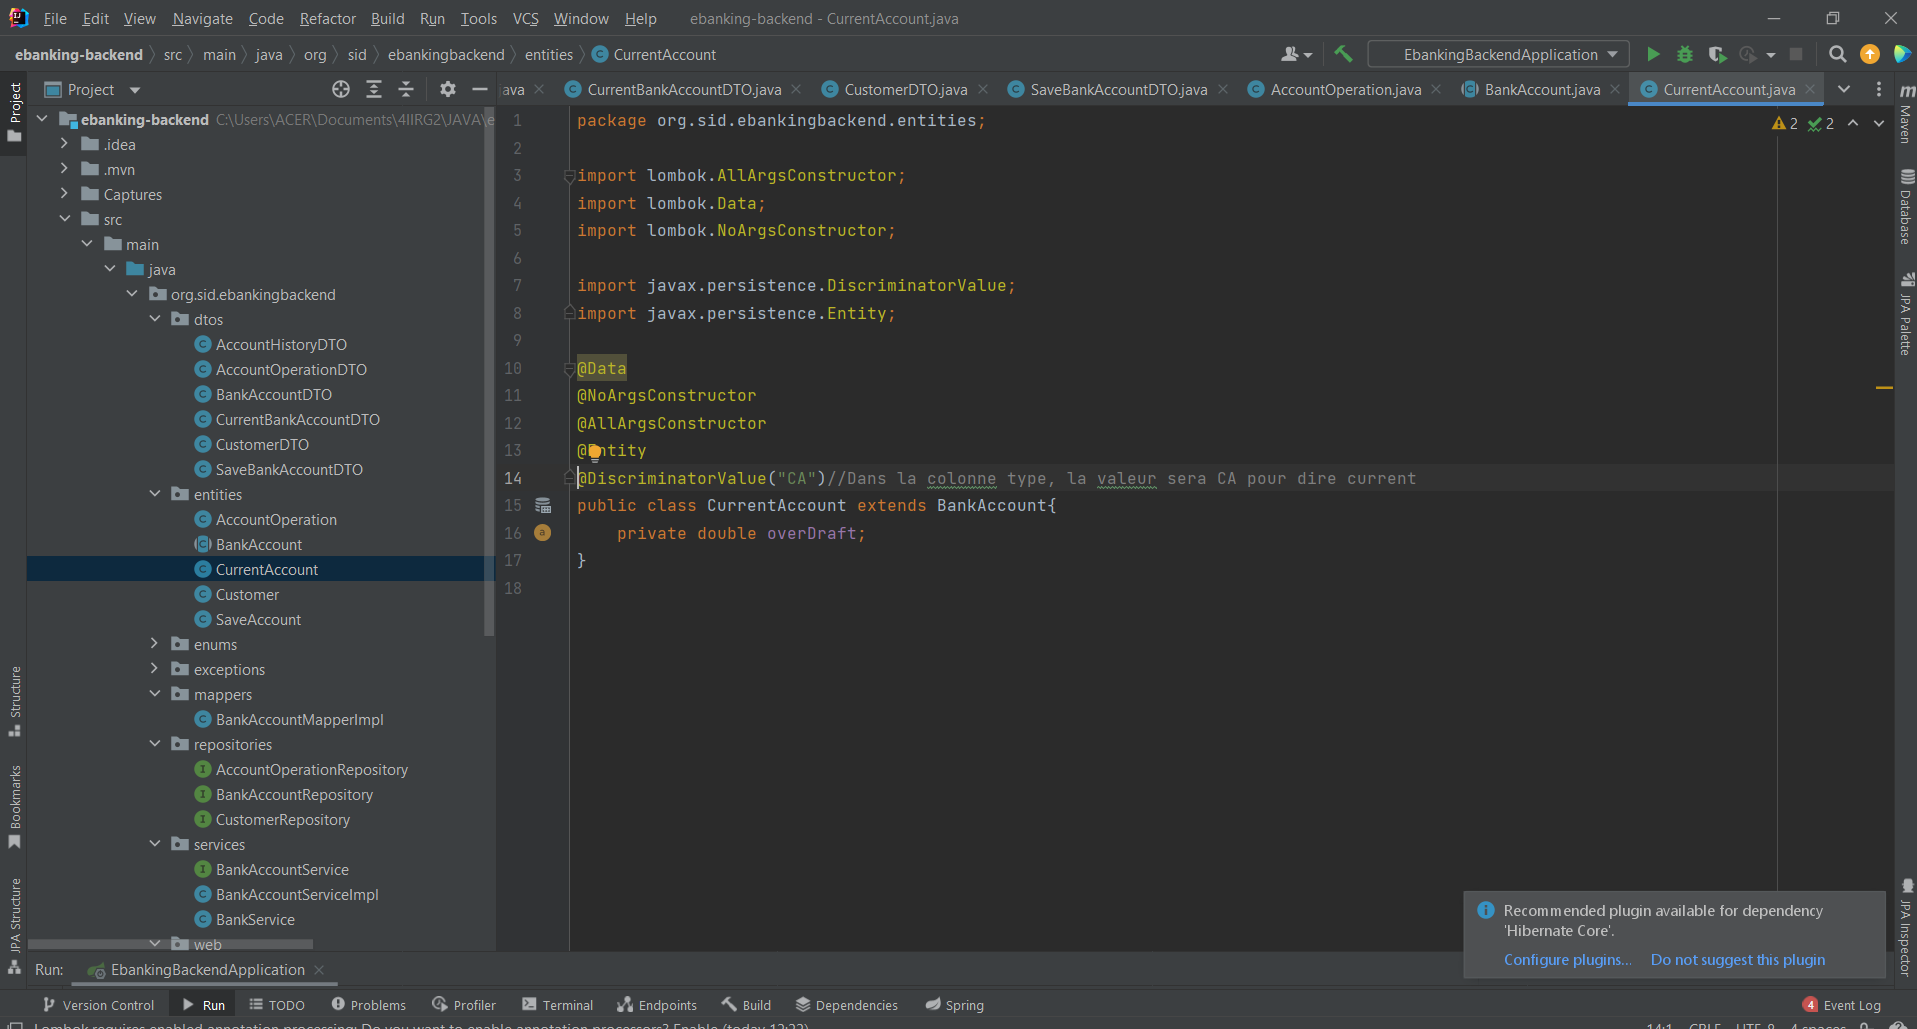 File Edit View Navigate Code Refactor Build Run Tools VCS Window Help ebanking-backend - CurrentAccount.java
ebanking-backend src main java org sid ebankingbackend entities CurrentAccount EbankingBackendApplication
Project
ava CurrentBankAccountDTO.java CustomerDTO.java SaveBankAccountDTO.java AccountOperation.java BankAccount.java CurrentAccount.java
ebanking-backend C:\Users\ACER\Documents\4IIRG2\JAVA\e
.idea
.mvn
Captures
src
main
java
org.sid.ebankingbackend
dtos
AccountHistoryDTO
AccountOperationDTO
BankAccountDTO
CurrentBankAccountDTO
CustomerDTO
SaveBankAccountDTO
entities
AccountOperation
BankAccount
CurrentAccount
Customer
SaveAccount
enums
exceptions
mappers
BankAccountMapperImpl
repositories
AccountOperationRepository
BankAccountRepository
CustomerRepository
services
BankAccountService
BankAccountServiceImpl
BankService
web
1 package org.sid.ebankingbackend.entities;
2
3 import lombok.AllArgsConstructor;
4 import lombok.Data;
5 import lombok.NoArgsConstructor;
6
7 import javax.persistence.DiscriminatorValue;
8 import javax.persistence.Entity;
9
10 @Data
11 @NoArgsConstructor
12 @AllArgsConstructor
13 @Entity
14 @DiscriminatorValue("CA")//Dans la colonne type, la valeur sera CA pour dire current
15 public class CurrentAccount extends BankAccount{
16 private double overDraft;
17 }
18
2 2
Project
Structure
Bookmarks
JPA Structure
m Maven
Database
JPA Palette
JPA Inspector
Recommended plugin available for dependency
'Hibernate Core'.
Configure plugins... Do not suggest this plugin
Run: EbankingBackendApplication
Version Control Run TODO Problems Profiler Terminal Endpoints Build Dependencies Spring 4 Event Log
Lombok requires enabled annotation processing: Do you want to enable annotation processors? Enable (today 12:22) 14:1 CRLF UTF-8 4 spaces